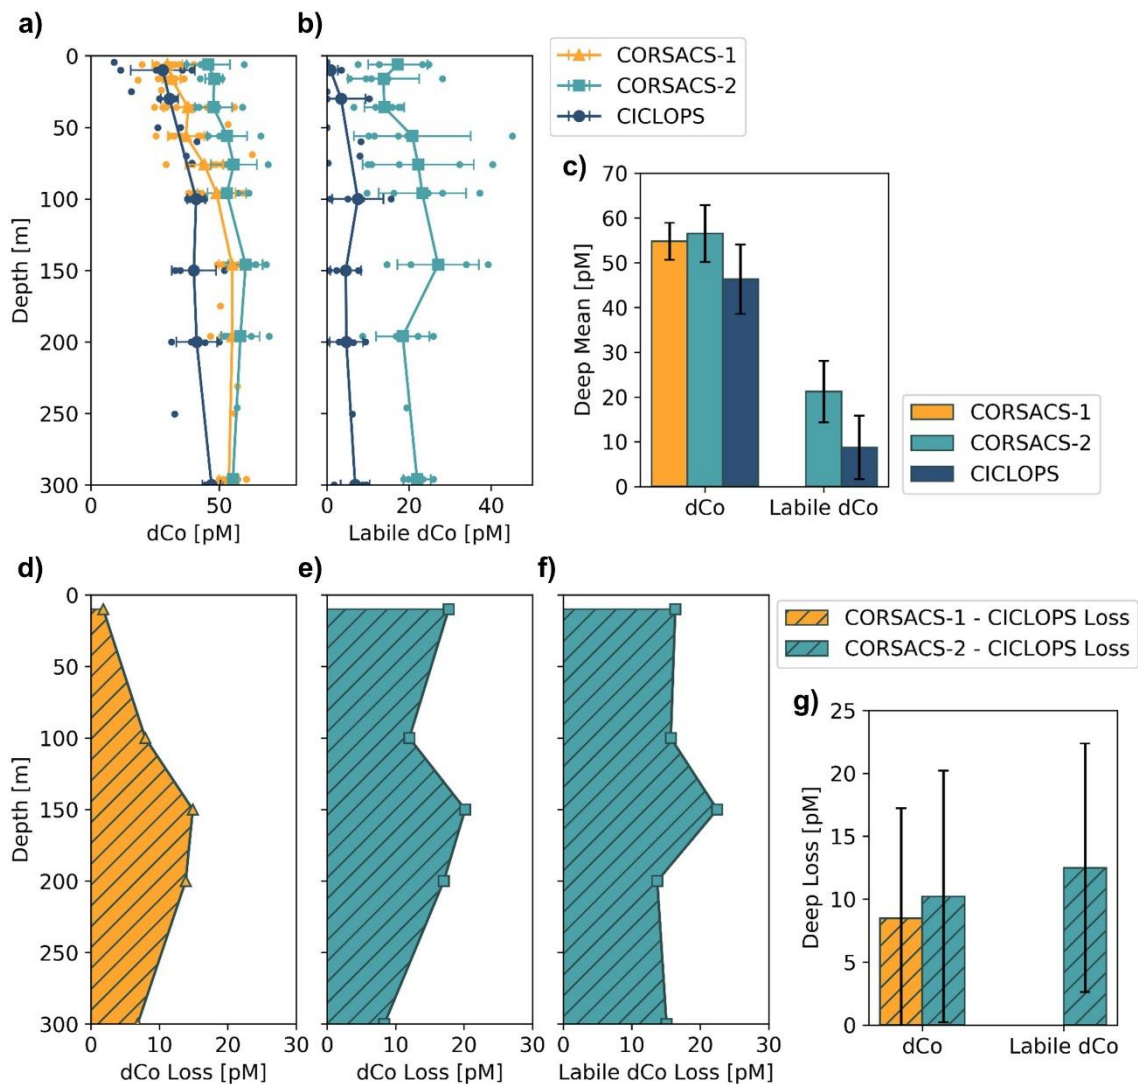 a)
b)
CORSACS-1
CORSACS-2
CICLOPS
0
50
100
150
200
250
300
Depth [m]
0
50
dCo [pM]
0
20
40
Labile dCo [pM]
c)
70
60
50
40
30
20
10
0
Deep Mean [pM]
dCo
Labile dCo
CORSACS-1
CORSACS-2
CICLOPS
d)
e)
f)
0
50
100
150
200
250
300
Depth [m]
0
10
20
30
dCo Loss [pM]
0
10
20
30
dCo Loss [pM]
0
10
20
30
Labile dCo Loss [pM]
CORSACS-1 - CICLOPS Loss
CORSACS-2 - CICLOPS Loss
g)
25
20
15
10
5
0
Deep Loss [pM]
dCo
Labile dCo